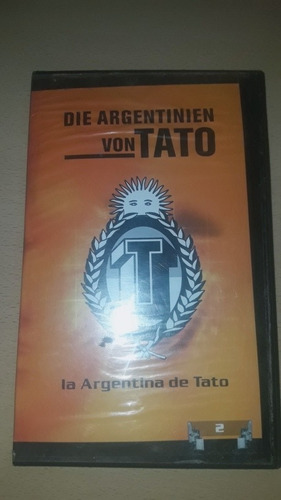 DIE ARGENTINIEN
VON TATO
T
la Argentina de Tato
2